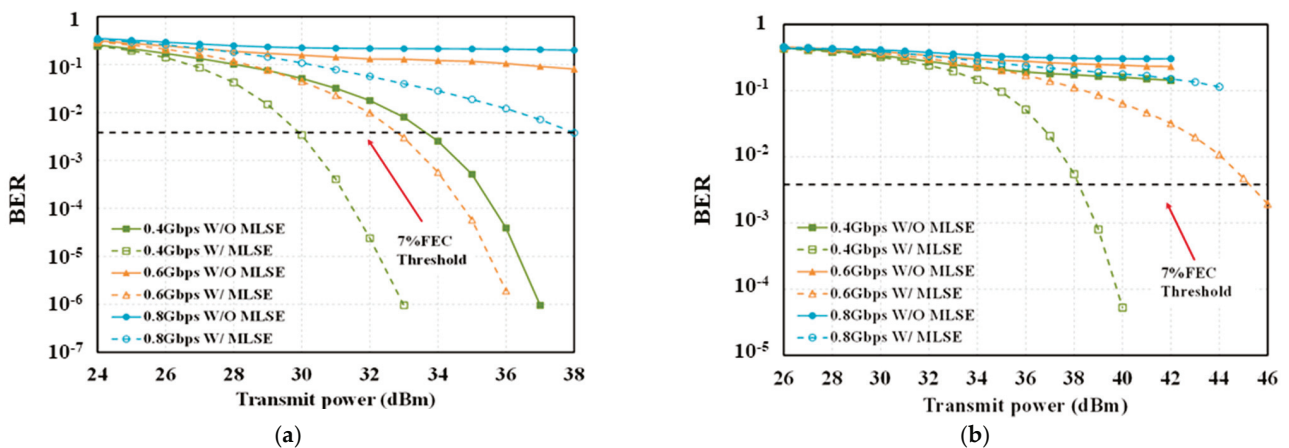 1
10-1
10-2
10-3
10-4
10-5
10-6
10-7
BER
24 26 28 30 32 34 36 38
Transmit power (dBm)
0.4Gbps W/O MLSE
0.4Gbps W/ MLSE
0.6Gbps W/O MLSE
0.6Gbps W/ MLSE
0.8Gbps W/O MLSE
0.8Gbps W/ MLSE
7%FEC
Threshold
(a)
1
10-1
10-2
10-3
10-4
10-5
BER
26 28 30 32 34 36 38 40 42 44 46
Transmit power (dBm)
0.4Gbps W/O MLSE
0.4Gbps W/ MLSE
0.6Gbps W/O MLSE
0.6Gbps W/ MLSE
0.8Gbps W/O MLSE
0.8Gbps W/ MLSE
7%FEC
Threshold
(b)